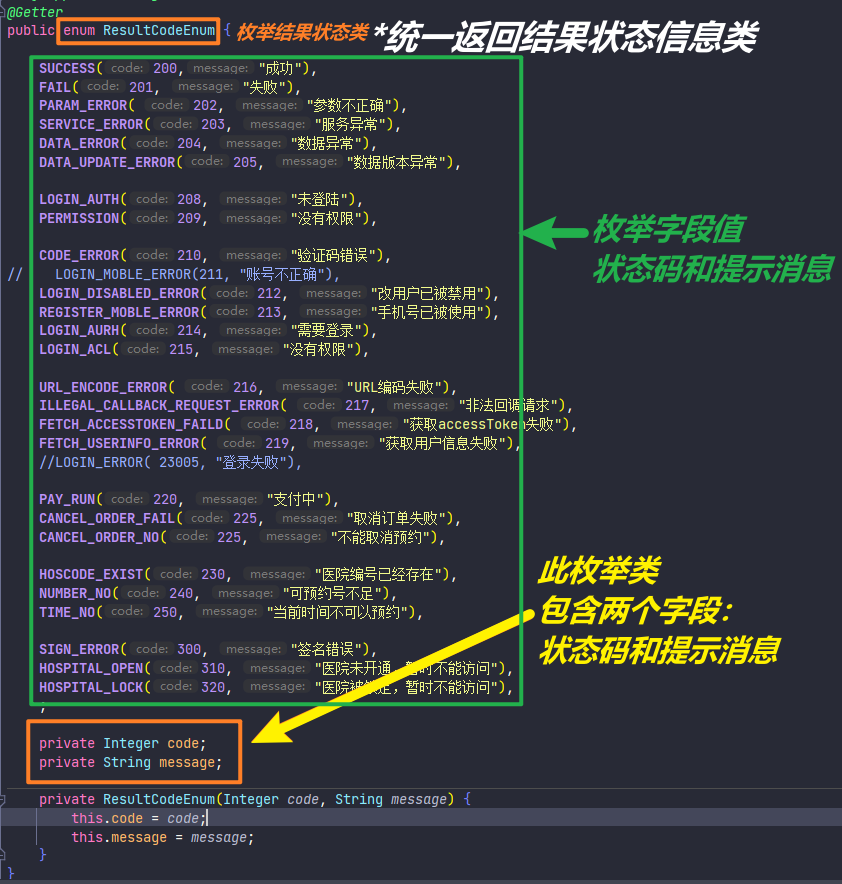 @Getter
public enum ResultCodeEnum { 枚举结果状态类 *统一返回结果状态信息类
SUCCESS( code: 200, message: "成功"),
FAIL( code: 201, message: "失败"),
PARAM_ERROR( code: 202, message: "参数不正确"),
SERVICE_ERROR( code: 203, message: "服务异常"),
DATA_ERROR( code: 204, message: "数据异常"),
DATA_UPDATE_ERROR( code: 205, message: "数据版本异常"),
LOGIN_AUTH( code: 208, message: "未登陆"),
PERMISSION( code: 209, message: "没有权限"),
枚举字段值
状态码和提示消息
CODE_ERROR( code: 210, message: "验证码错误"),
// LOGIN_MOBLE_ERROR(211, "账号不正确"),
LOGIN_DISABLED_ERROR( code: 212, message: "改用户已被禁用"),
REGISTER_MOBLE_ERROR( code: 213, message: "手机号已被使用"),
LOGIN_AURH( code: 214, message: "需要登录"),
LOGIN_ACL( code: 215, message: "没有权限"),
URL_ENCODE_ERROR( code: 216, message: "URL编码失败"),
ILLEGAL_CALLBACK_REQUEST_ERROR( code: 217, message: "非法回调请求"),
FETCH_ACCESSTOKEN_FAILD( code: 218, message: "获取accessToken失败"),
FETCH_USERINFO_ERROR( code: 219, message: "获取用户信息失败"),
//LOGIN_ERROR( 23005, "登录失败"),
PAY_RUN( code: 220, message: "支付中"),
CANCEL_ORDER_FAIL( code: 225, message: "取消订单失败"),
CANCEL_ORDER_NO( code: 225, message: "不能取消预约"),
此枚举类
包含两个字段：
状态码和提示消息
HOSCODE_EXIST( code: 230, message: "医院编号已经存在"),
NUMBER_NO( code: 240, message: "可预约号不足"),
TIME_NO( code: 250, message: "当前时间不可以预约"),
SIGN_ERROR( code: 300, message: "签名错误"),
HOSPITAL_OPEN( code: 310, message: "医院未开通，暂时不能访问"),
HOSPITAL_LOCK( code: 320, message: "医院被锁定，暂时不能访问"),
;
private Integer code;
private String message;
private ResultCodeEnum(Integer code, String message) {
this.code = code;
this.message = message;
}
}